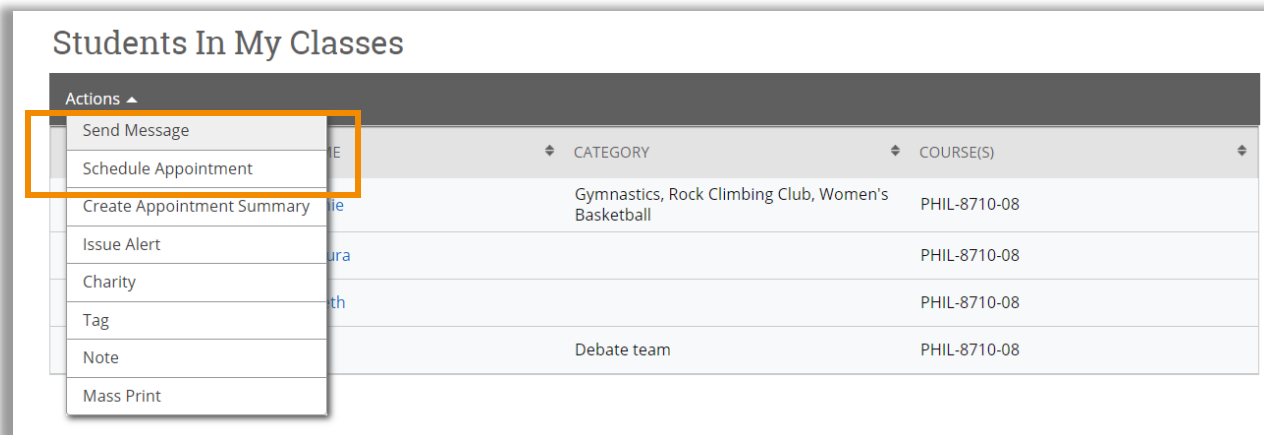 Students In My Classes
Actions
Send Message
Schedule Appointment
CATEGORY
COURSE(S)
Create Appointment Summary
Gymnastics, Rock Climbing Club, Women's
Basketball
PHIL-8710-08
Issue Alert
PHIL-8710-08
Charity
PHIL-8710-08
Tag
Note
Debate team
PHIL-8710-08
Mass Print